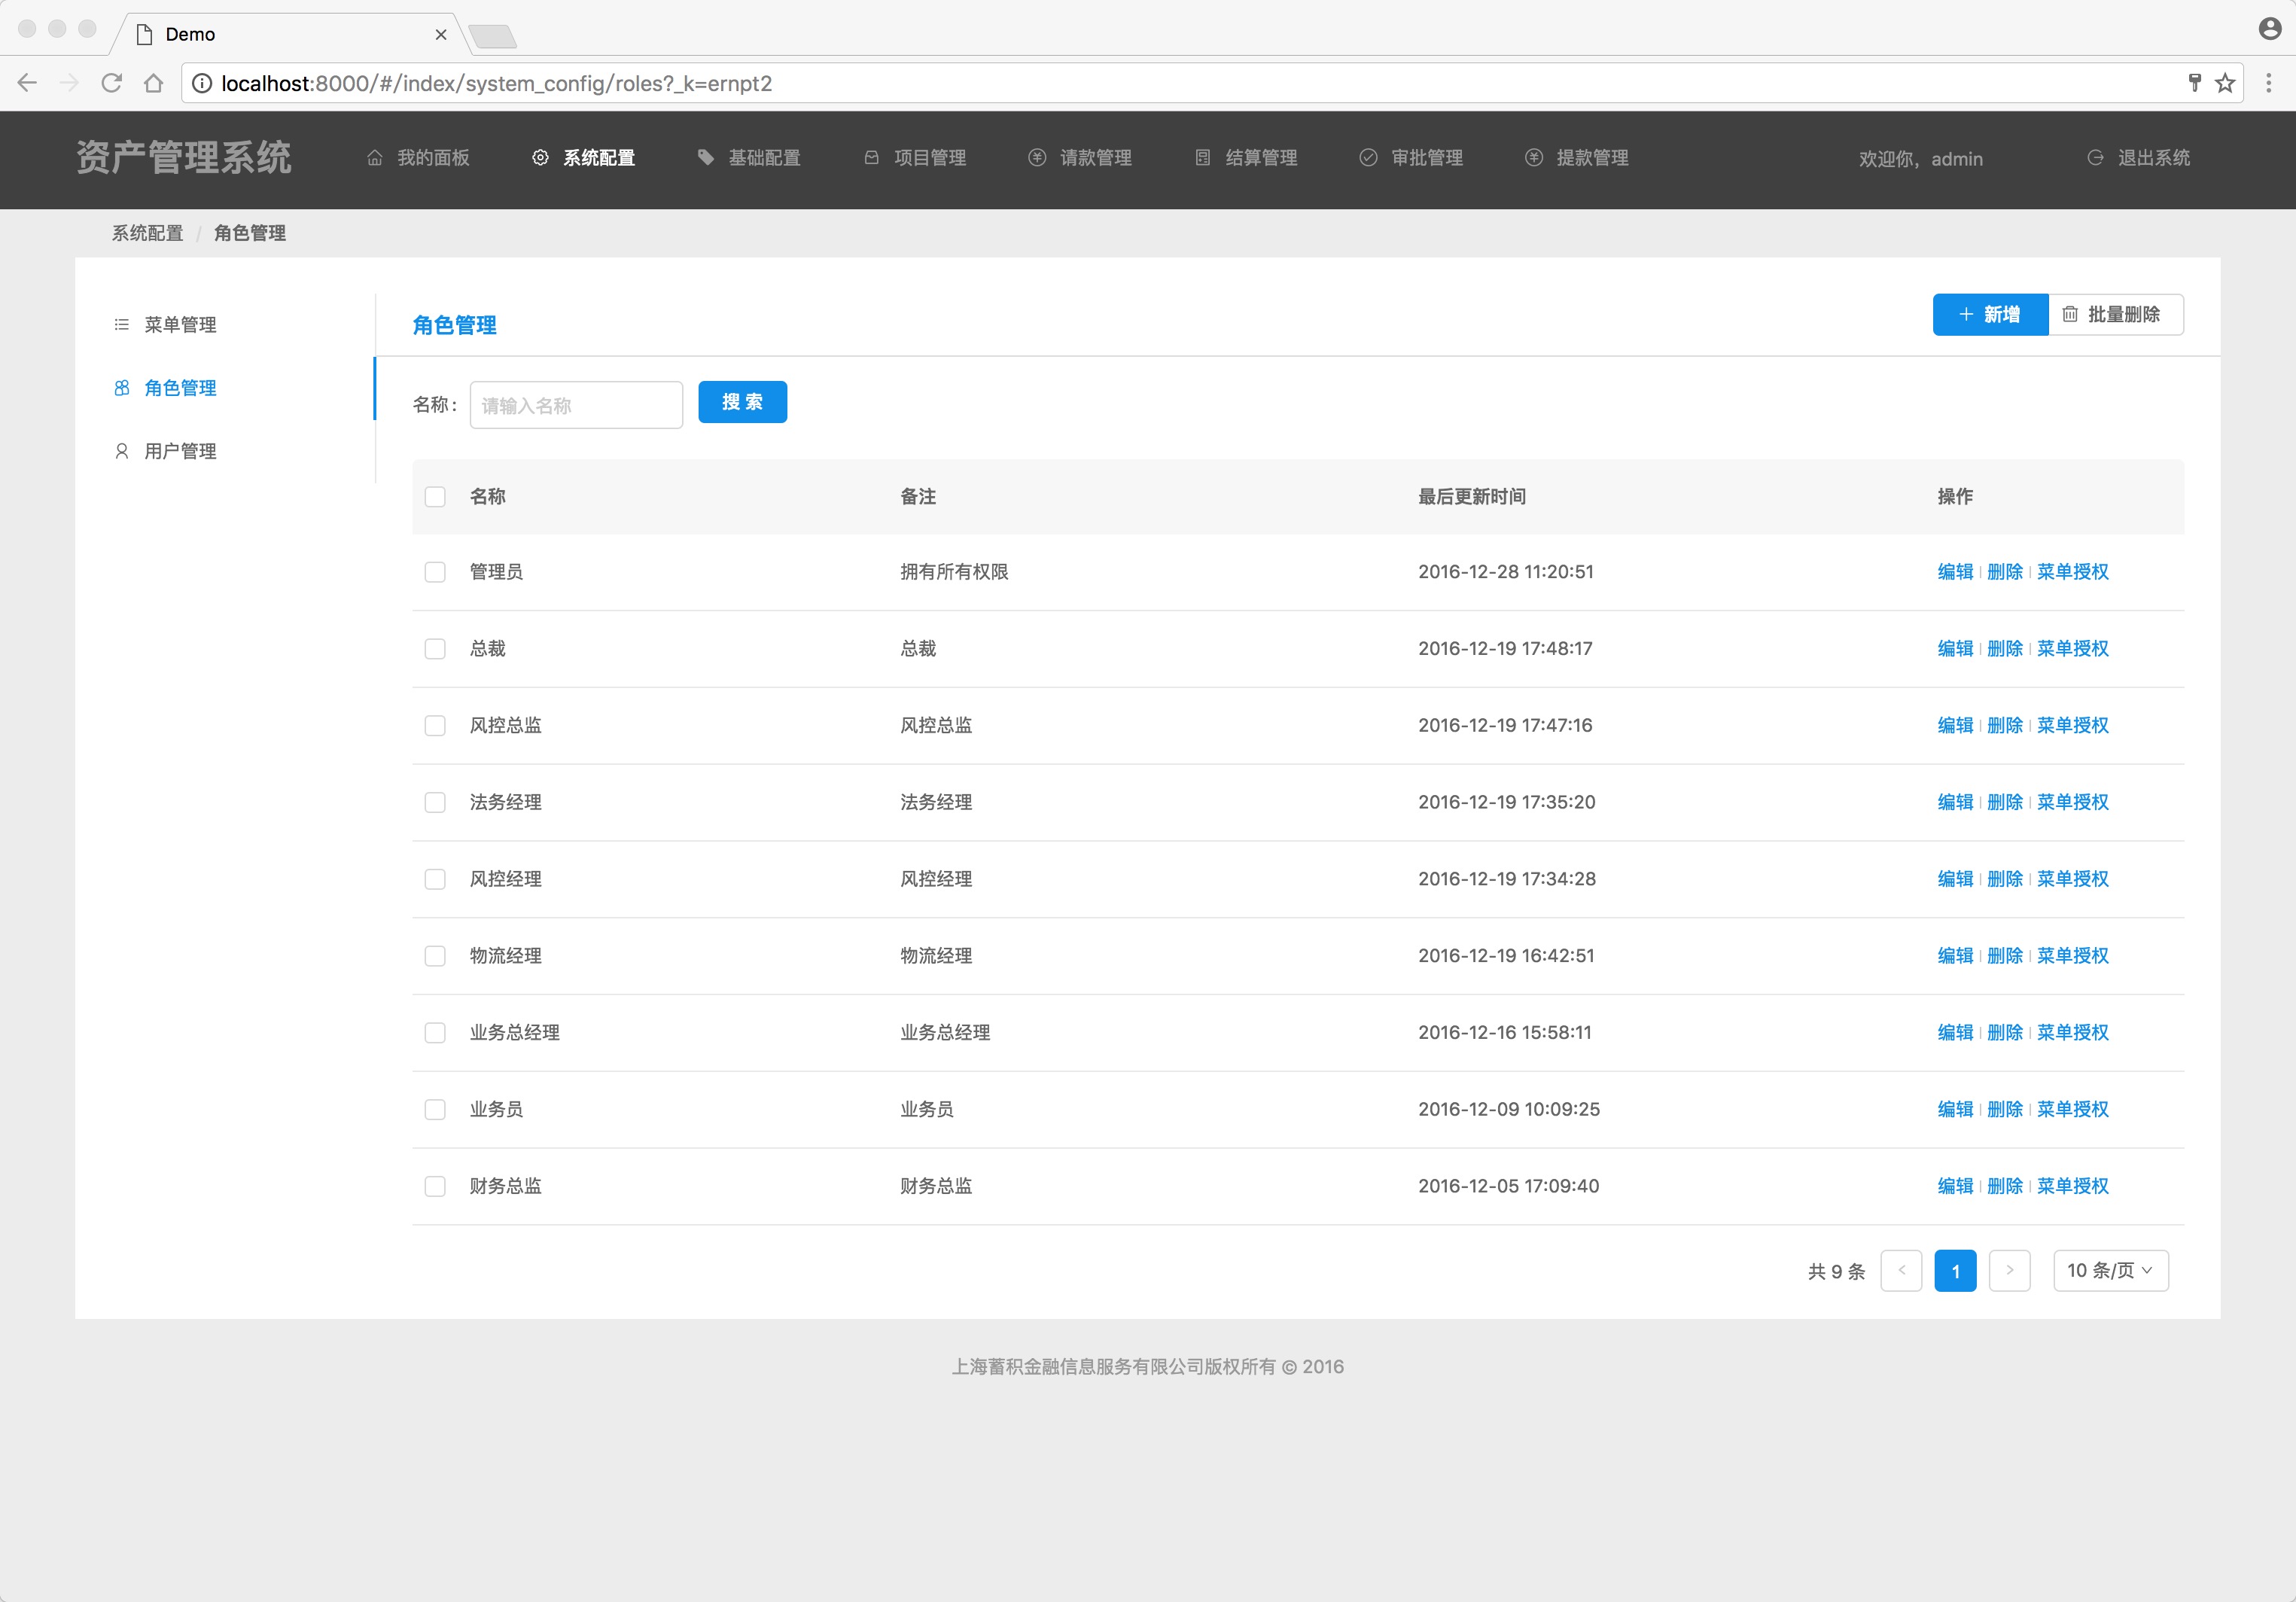 Demo
localhost:8000/#/index/system_config/roles?_k=ernpt2
资产管理系统 我的面板 系统配置 基础配置 项目管理 请款管理 结算管理 审批管理 提款管理 欢迎你，admin 退出系统
系统配置 / 角色管理
菜单管理
角色管理
用户管理
角色管理 新增 批量删除
名称： 请输入名称 搜 索
名称 备注 最后更新时间 操作
管理员 拥有所有权限 2016-12-28 11:20:51 编辑 删除 菜单授权
总裁 总裁 2016-12-19 17:48:17 编辑 删除 菜单授权
风控总监 风控总监 2016-12-19 17:47:16 编辑 删除 菜单授权
法务经理 法务经理 2016-12-19 17:35:20 编辑 删除 菜单授权
风控经理 风控经理 2016-12-19 17:34:28 编辑 删除 菜单授权
物流经理 物流经理 2016-12-19 16:42:51 编辑 删除 菜单授权
业务总经理 业务总经理 2016-12-16 15:58:11 编辑 删除 菜单授权
业务员 业务员 2016-12-09 10:09:25 编辑 删除 菜单授权
财务总监 财务总监 2016-12-05 17:09:40 编辑 删除 菜单授权
共 9 条 < 1 > 10 条/页
上海蓄积金融信息服务有限公司版权所有 © 2016